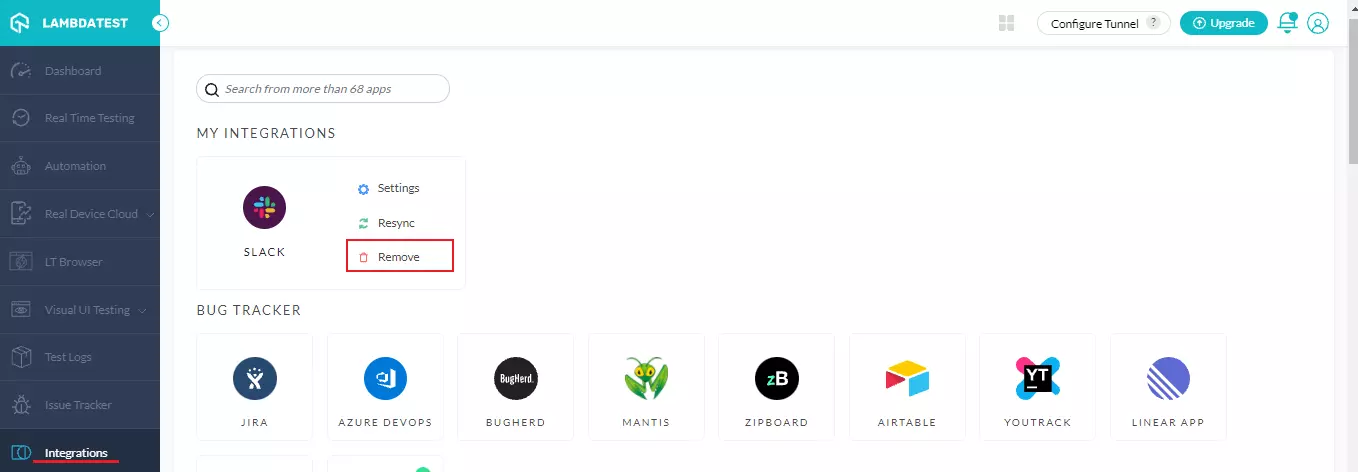 LAMBDATEST
Configure Tunnel ?
Upgrade
Dashboard
Real Time Testing
Automation
Real Device Cloud
LT Browser
Visual UI Testing
Test Logs
Issue Tracker
Integrations
Search from more than 68 apps
MY INTEGRATIONS
SLACK
Settings
Resync
Remove
BUG TRACKER
JIRA
AZURE DEVOPS
BugHerd.
BUGHERD
MANTIS
zB
ZIPBOARD
AIRTABLE
YT
YOUTRACK
LINEAR APP